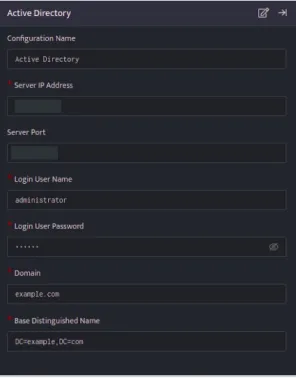 Active Directory
Configuration Name
Active Directory
* Server IP Address
Server Port
* Login User Name
administrator
* Login User Password
······
* Domain
example.com
* Base Distinguished Name
DC=example,DC=com